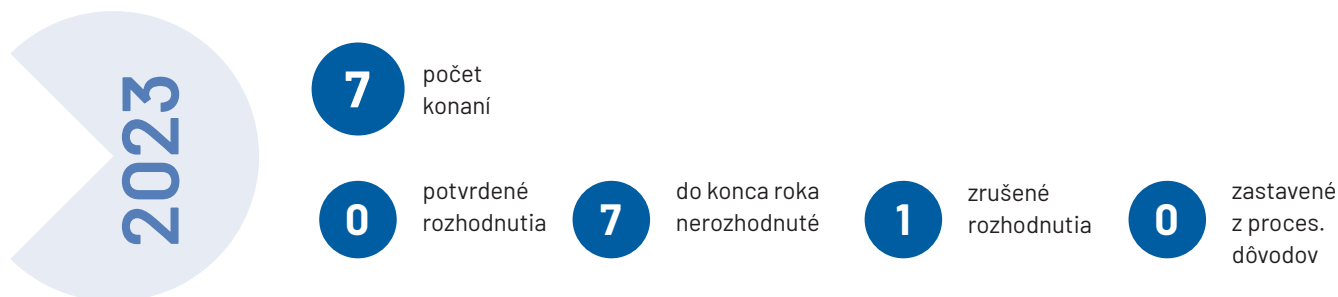 2023
7
počet
konaní
0
potvrdené
rozhodnutia
7
do konca roka
nerozhodnuté
1
zrušené
rozhodnutia
0
zastavené
z proces.
dôvodov